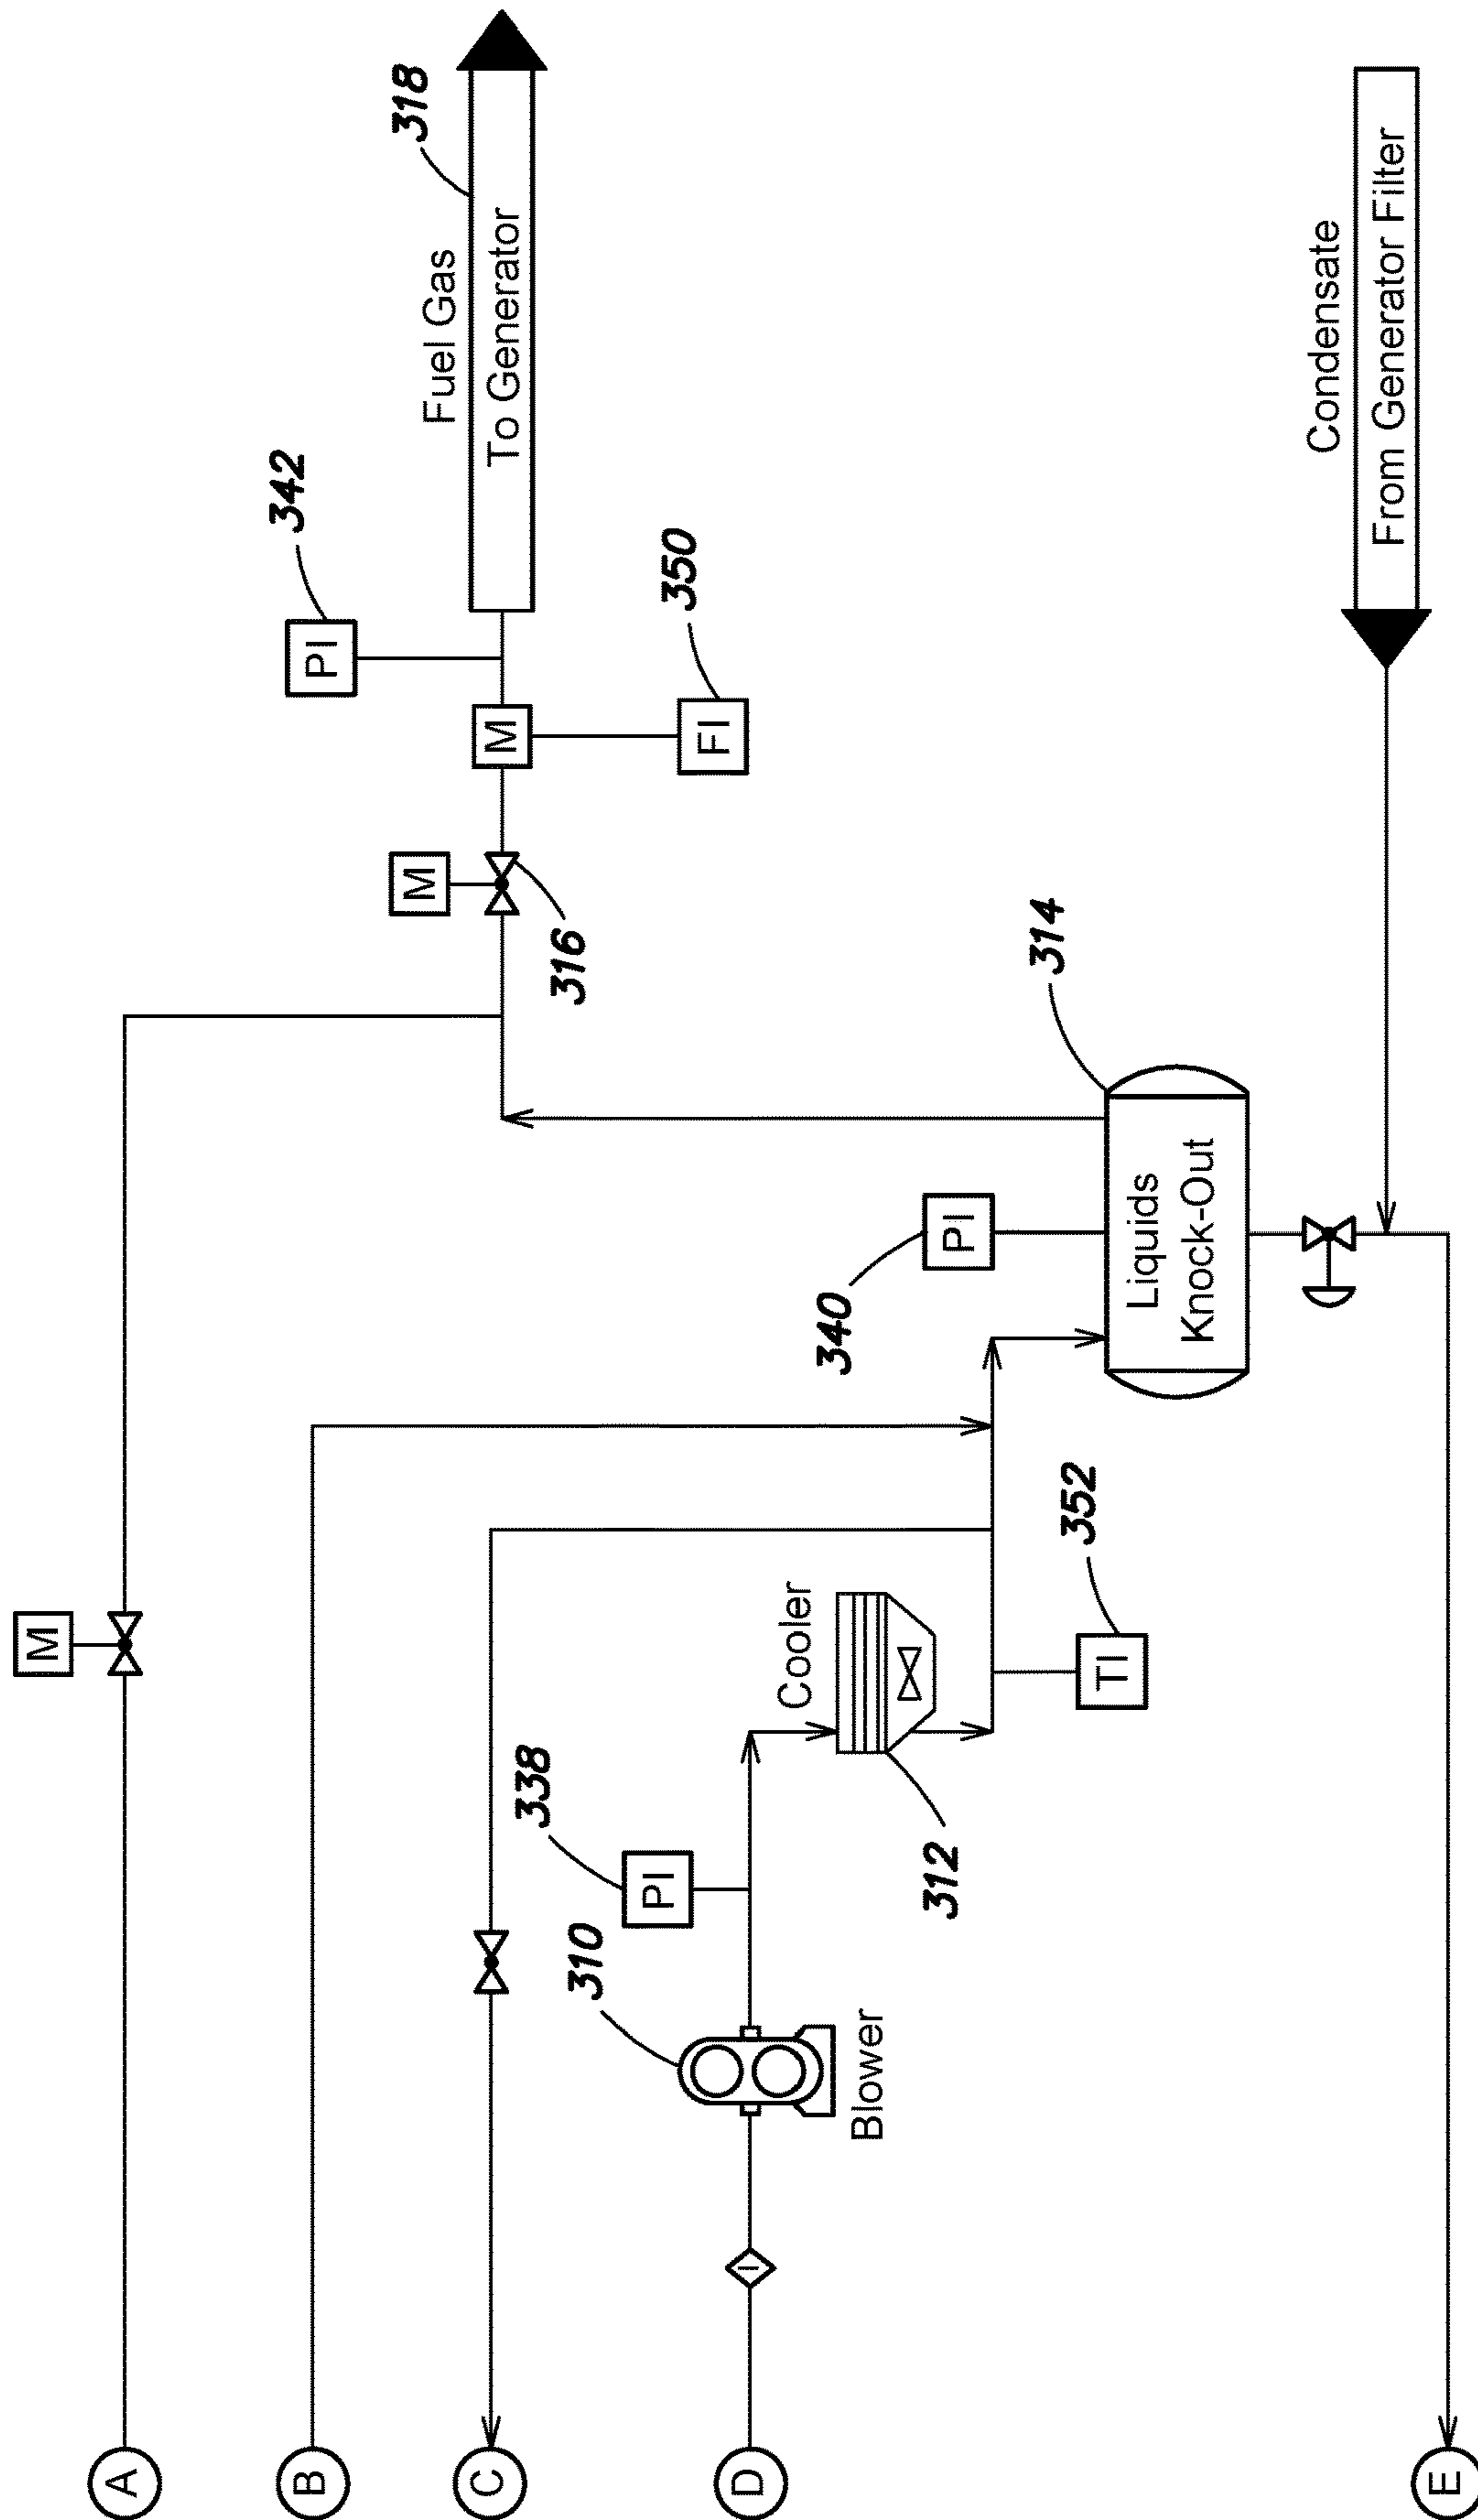 M
A
B
C
D
E
Blower
310
PI
338
Cooler
312
TI
352
PI
340
Liquids
Knock-Out
314
M
316
M
FI
350
PI
342
Fuel Gas
To Generator
318
Condensate
From Generator Filter